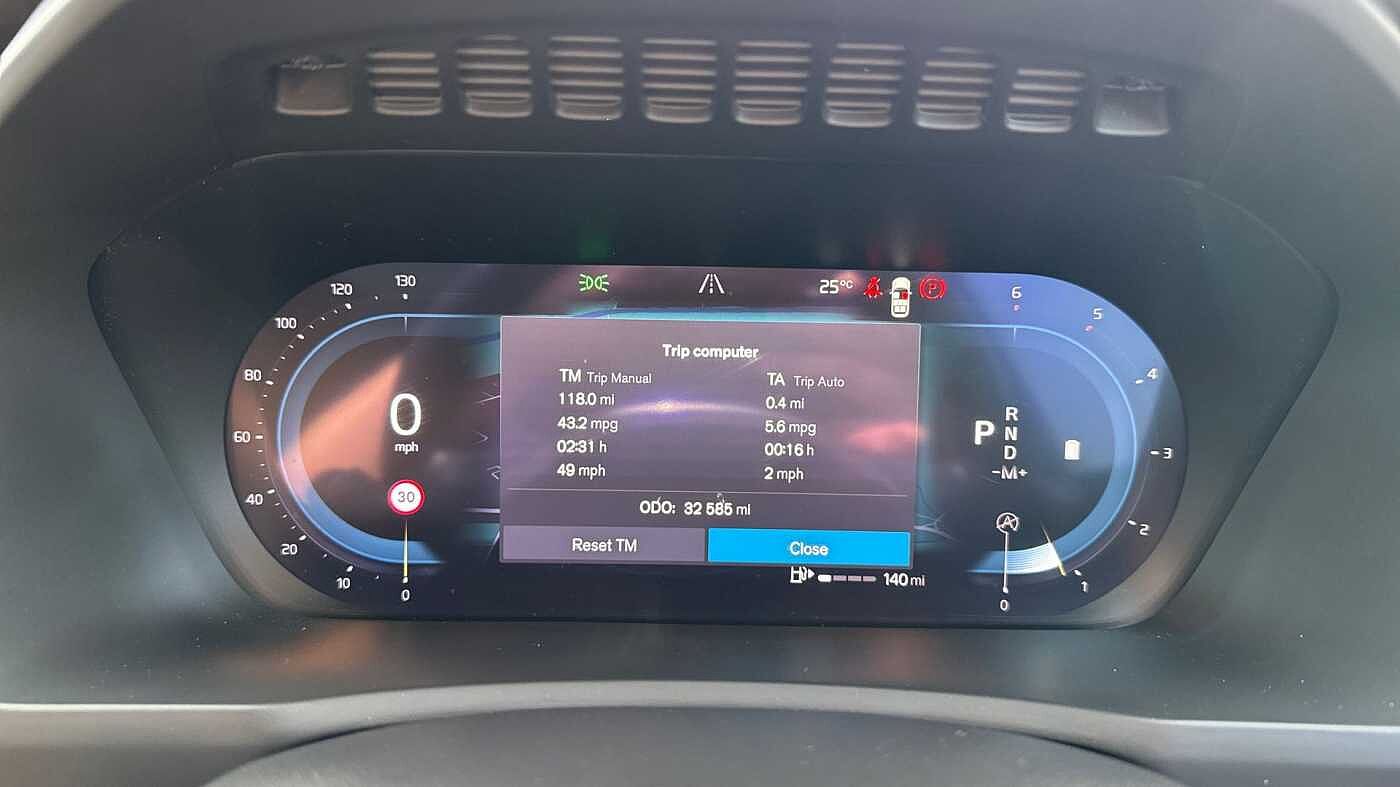 130
120
100
80
60
40
20
10
0
0
mph
30
25°C
P
Trip computer
TM Trip Manual
118.0 mi
43.2 mpg
02:31 h
49 mph
TA Trip Auto
0.4 mi
5.6 mpg
00:16 h
2 mph
ODO: 32 585 mi
Reset TM
Close
140 mi
6
5
4
3
2
1
0
R
P N
D
-M+
A